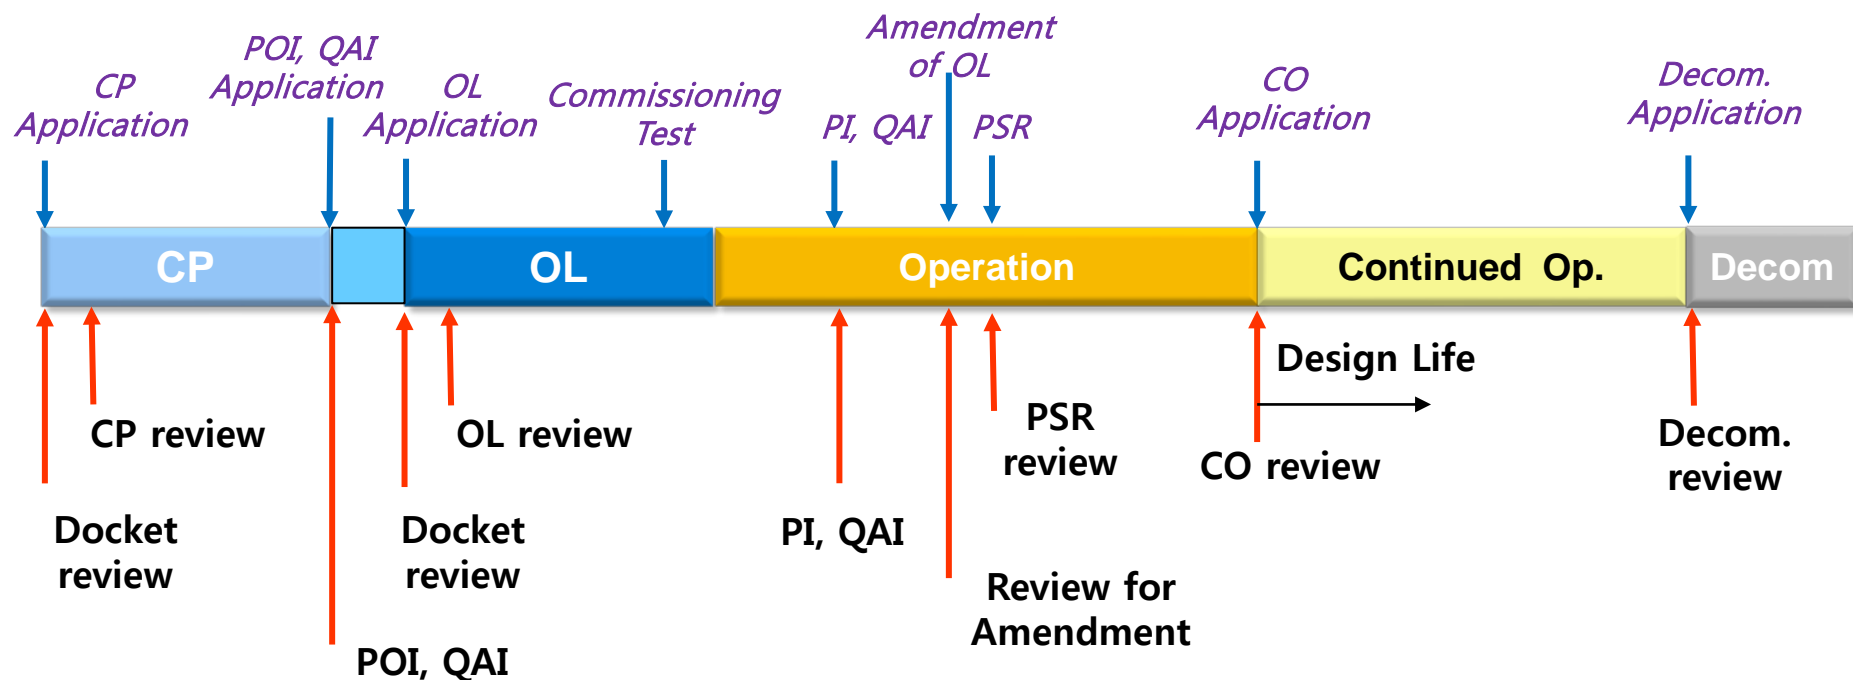 CP
Application
POI, QAI
Application
OL
Application
Commissioning
Test
PI, QAI
Amendment
of OL
PSR
CO
Application
Decom.
Application
CP
OL
Operation
Continued Op.
Decom
Docket
review
CP review
POI, QAI
Docket
review
OL review
PI, QAI
Review for
Amendment
PSR
review
CO review
Design Life
Decom.
review